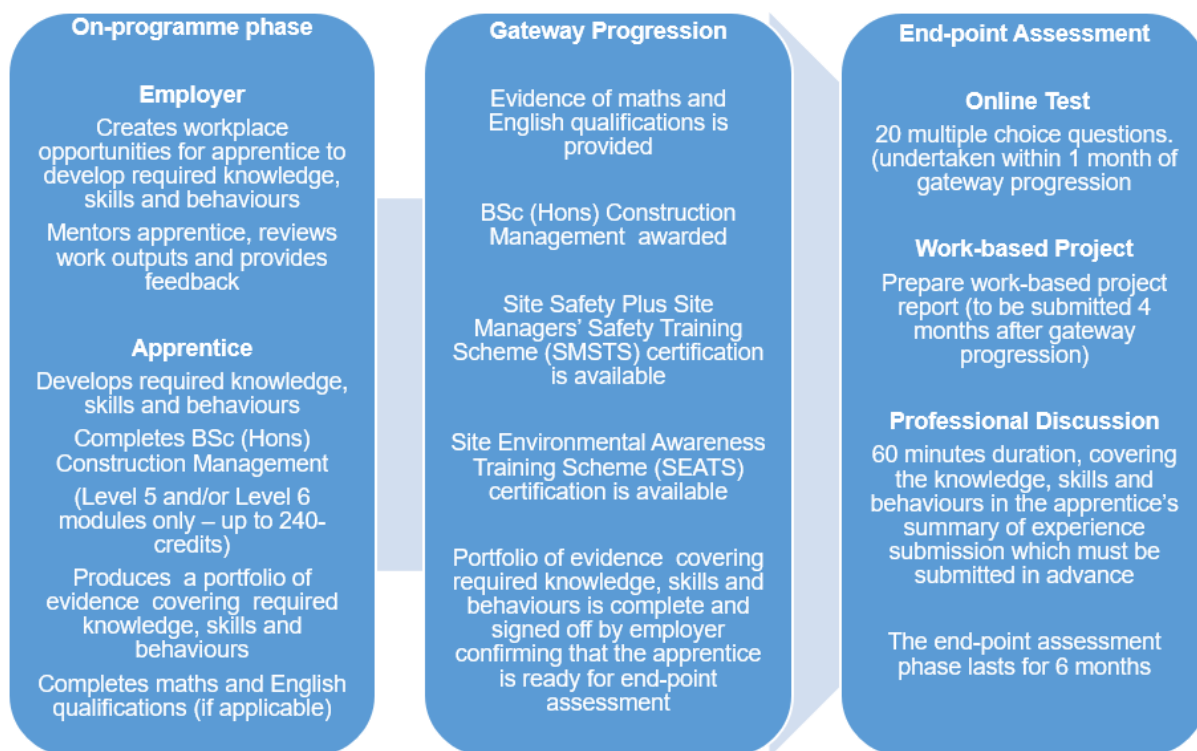 On-programme phase
Employer
Creates workplace
opportunities for apprentice to
develop required knowledge,
skills and behaviours
Mentors apprentice, reviews
work outputs and provides
feedback
Apprentice
Develops required knowledge,
skills and behaviours
Completes BSc (Hons)
Construction Management
(Level 5 and/or Level 6
modules only – up to 240-
credits)
Produces a portfolio of
evidence covering required
knowledge, skills and
behaviours
Completes maths and English
qualifications (if applicable)
Gateway Progression
Evidence of maths and
English qualifications is
provided
BSc (Hons) Construction
Management awarded
Site Safety Plus Site
Managers’ Safety Training
Scheme (SMSTS) certification
is available
Site Environmental Awareness
Training Scheme (SEATS)
certification is available
Portfolio of evidence covering
required knowledge, skills and
behaviours is complete and
signed off by employer
confirming that the apprentice
is ready for end-point
assessment
End-point Assessment
Online Test
20 multiple choice questions.
(undertaken within 1 month of
gateway progression
Work-based Project
Prepare work-based project
report (to be submitted 4
months after gateway
progression)
Professional Discussion
60 minutes duration, covering
the knowledge, skills and
behaviours in the apprentice’s
summary of experience
submission which must be
submitted in advance
The end-point assessment
phase lasts for 6 months